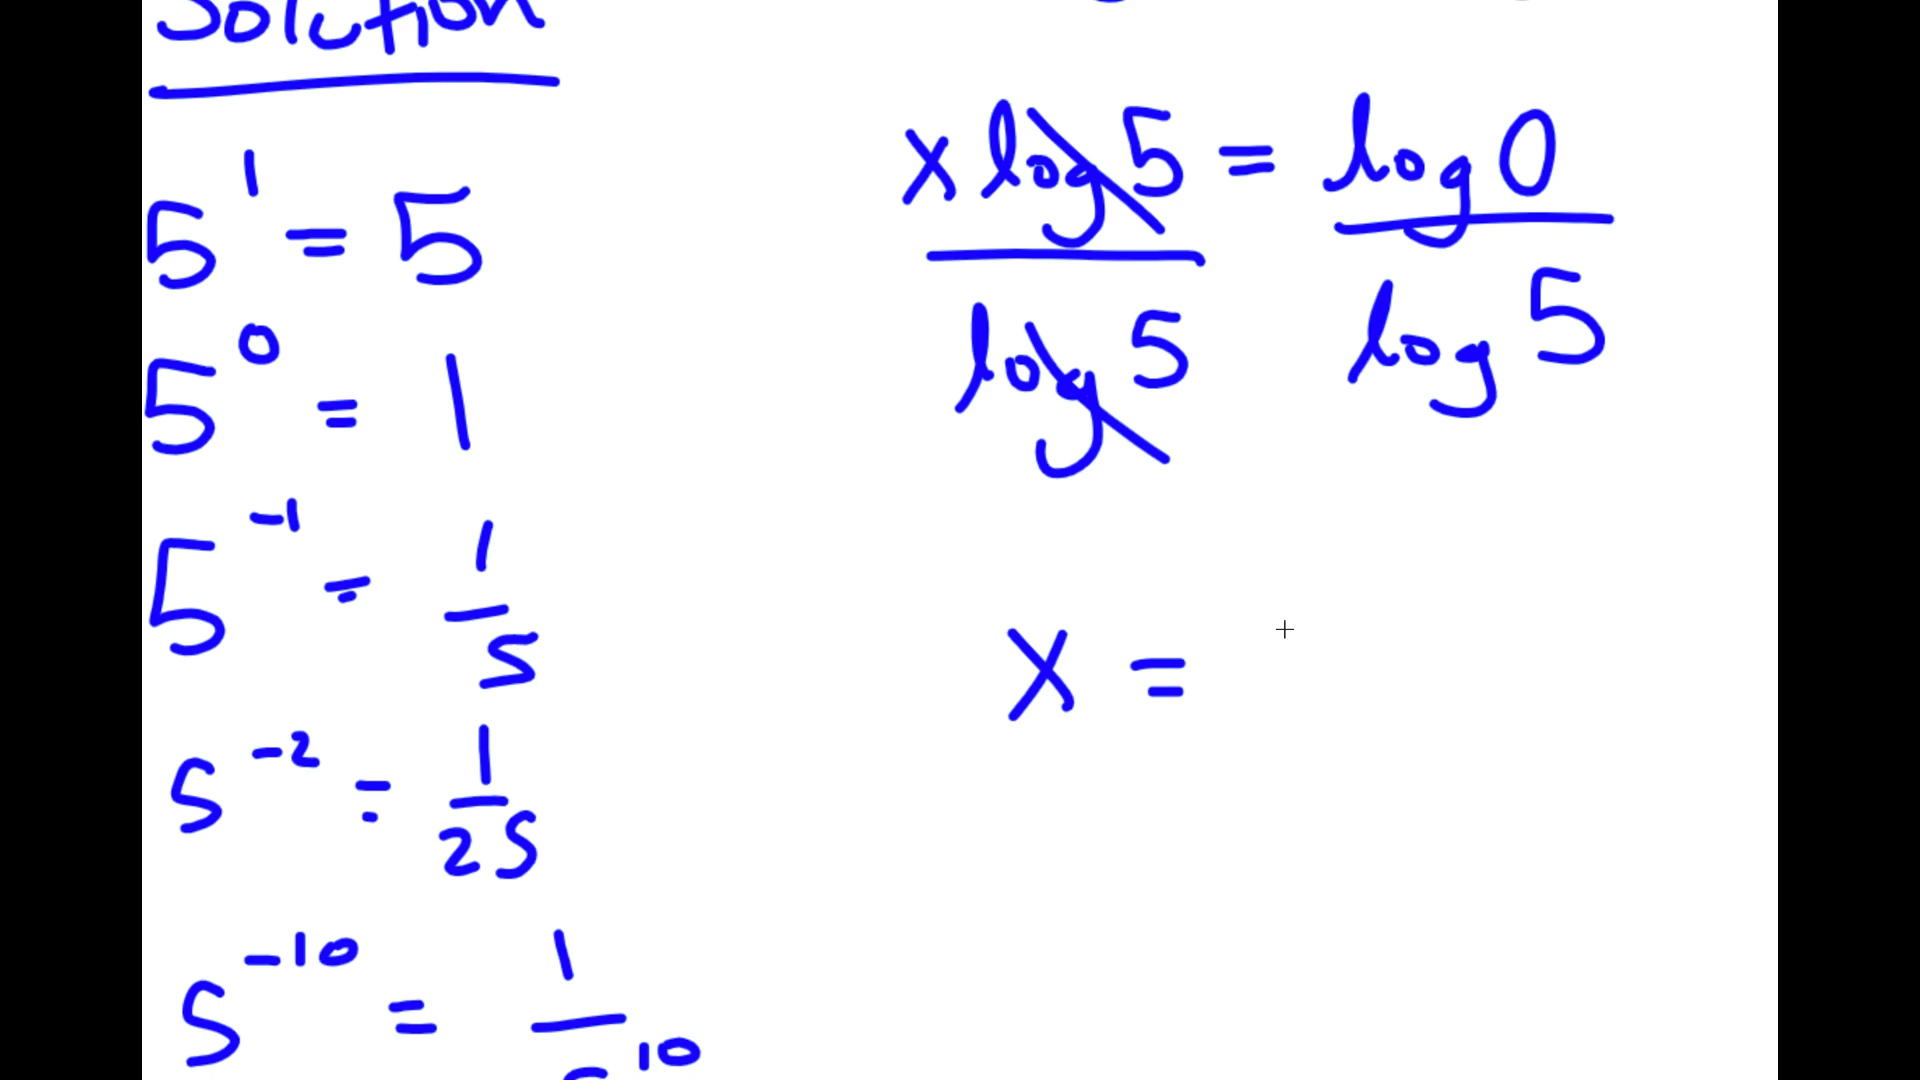 Solution
5^1 = 5
5^0 = 1
5^-1 = 1/5
5^-2 = 1/25
5^-10 = 1/5^10
x log 5 / log 5 = log 0 / log 5
x =